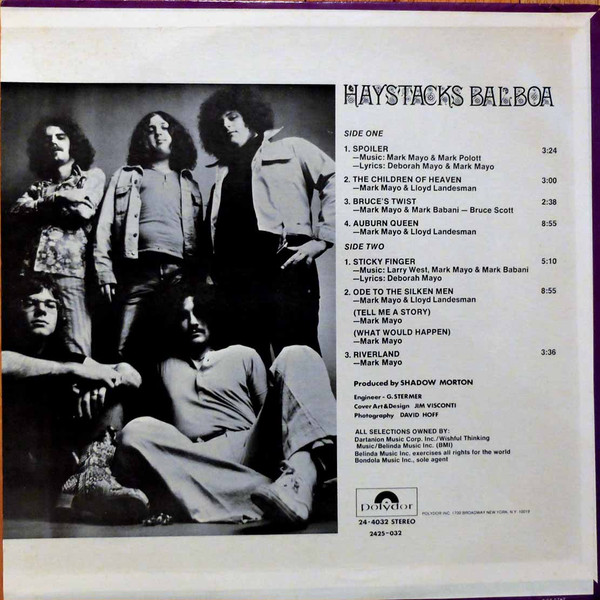 HAYSTACKS BALBOA
SIDE ONE
1. SPOILER 3:24
—Music: Mark Mayo & Mark Polott
—Lyrics: Deborah Mayo & Mark Mayo
2. THE CHILDREN OF HEAVEN 3:00
—Mark Mayo & Lloyd Landesman
3. BRUCE'S TWIST 2:38
—Mark Mayo & Mark Babani — Bruce Scott
4. AUBURN QUEEN 8:55
—Mark Mayo & Lloyd Landesman
SIDE TWO
1. STICKY FINGER 5:10
—Music: Larry West, Mark Mayo & Mark Babani
—Lyrics: Deborah Mayo
2. ODE TO THE SILKEN MEN 8:55
—Mark Mayo & Lloyd Landesman
(TELL ME A STORY)
—Mark Mayo
(WHAT WOULD HAPPEN)
—Mark Mayo
3. RIVERLAND 3:36
—Mark Mayo
Produced by SHADOW MORTON
Engineer - G. STERMER
Cover Art & Design JIM VISCONTI
Photography DAVID HOFF
ALL SELECTIONS OWNED BY:
Dartanion Music Corp. Inc./Wishful Thinking
Music/Belinda Music Inc. (BMI)
Belinda Music Inc. exercises all rights for the world
Bondola Music Inc., sole agent
polydor
POLYDOR INC. 1700 BROADWAY NEW YORK, N.Y. 10019
24-4032 STEREO
2425-032